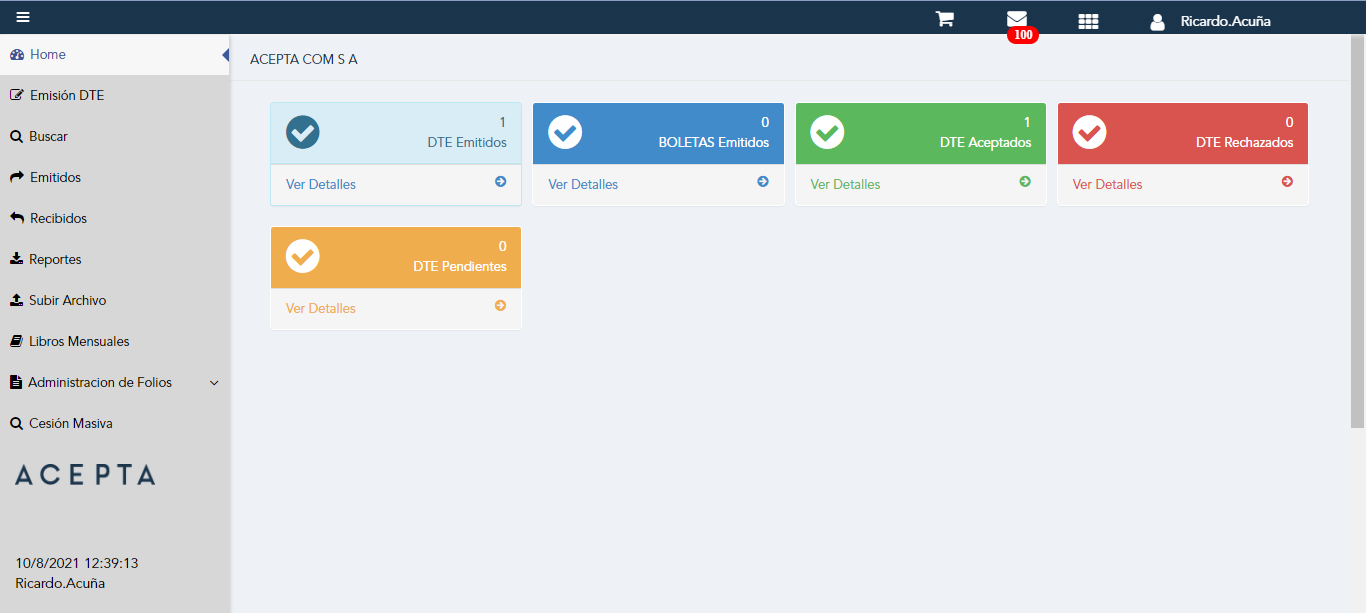 Ricardo.Acuña
100
Home
Emisión DTE
Buscar
Emitidos
Recibidos
Reportes
Subir Archivo
Libros Mensuales
Administracion de Folios
Cesión Masiva
ACEPTA
10/8/2021 12:39:13
Ricardo.Acuña
ACEPTA COM S A
1
DTE Emitidos
Ver Detalles
0
BOLETAS Emitidos
Ver Detalles
1
DTE Aceptados
Ver Detalles
0
DTE Rechazados
Ver Detalles
0
DTE Pendientes
Ver Detalles